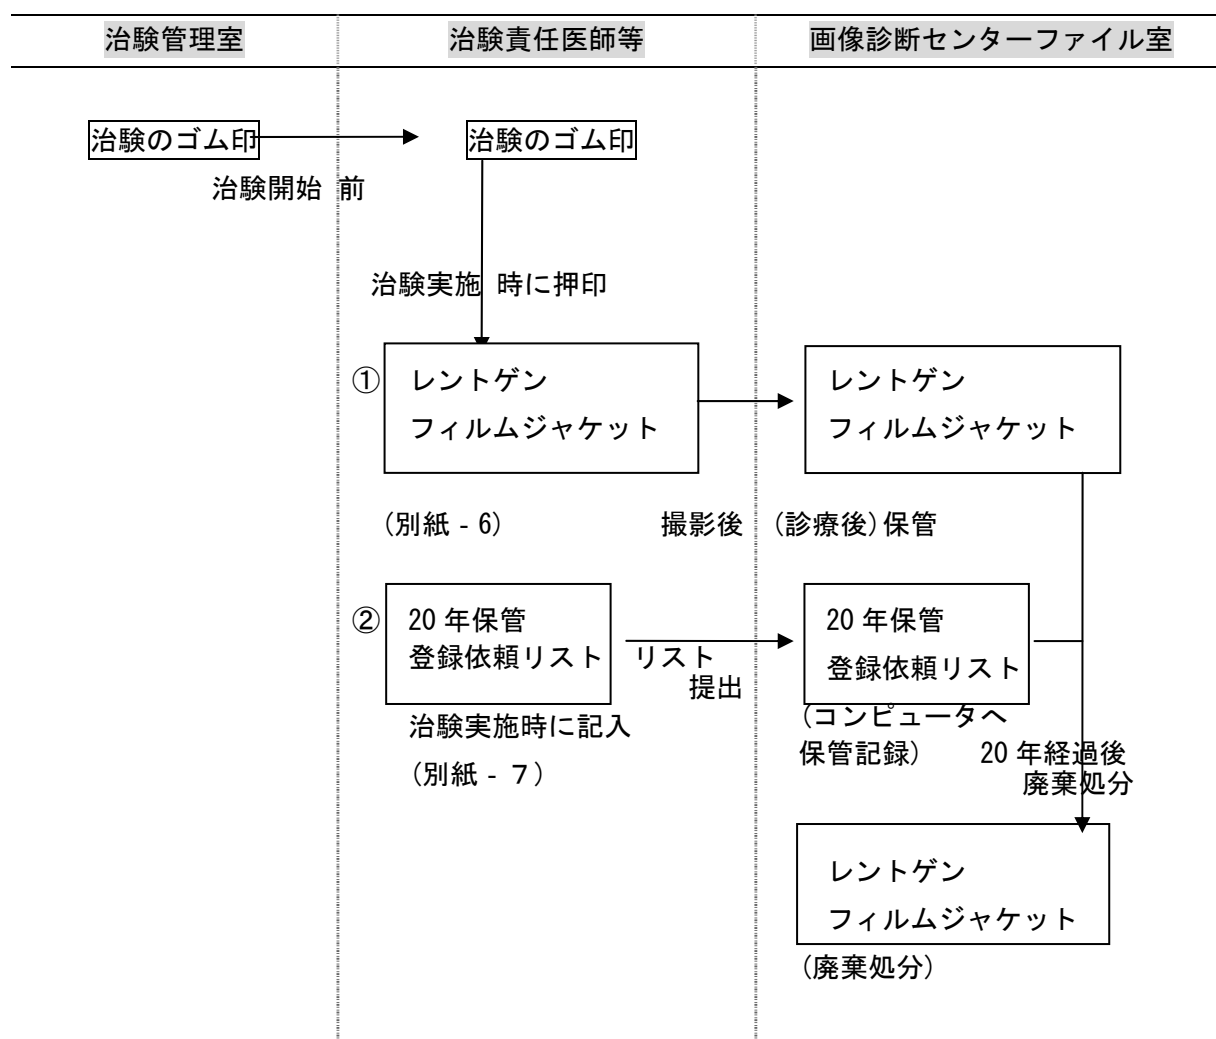 治験管理室
治験責任医師等
画像診断センターファイル室
治験のゴム印
治験のゴム印
治験開始 前
治験実施 時に押印
①
レントゲン
フィルムジャケット
レントゲン
フィルムジャケット
(別紙‐6)
撮影後 (診療後)保管
②
20 年保管
登録依頼リスト
リスト
提出
20 年保管
登録依頼リスト
治験実施時に記入
(別紙‐７)
(コンピュータへ
保管記録)
20 年経過後
廃棄処分
レントゲン
フィルムジャケット
(廃棄処分)